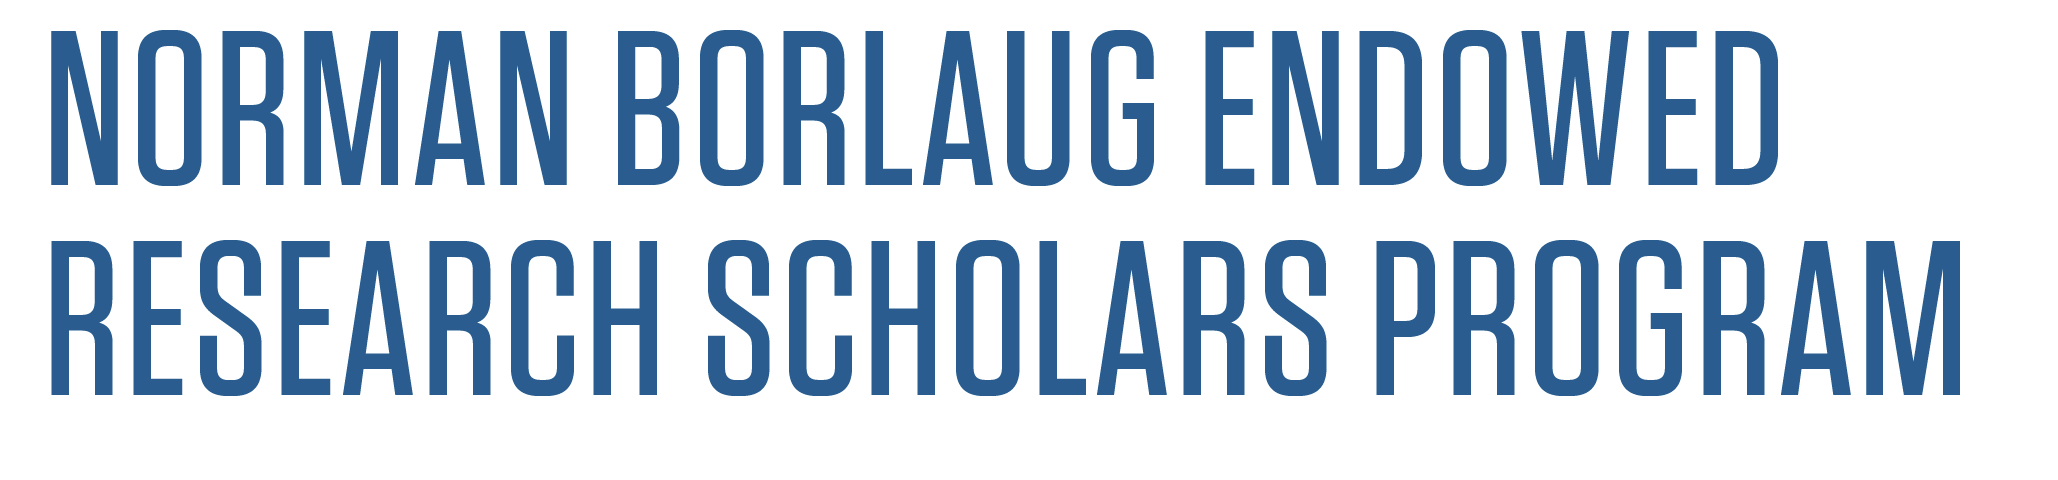 NORMAN BORLAUG ENDOWED
RESEARCH SCHOLARS PROGRAM